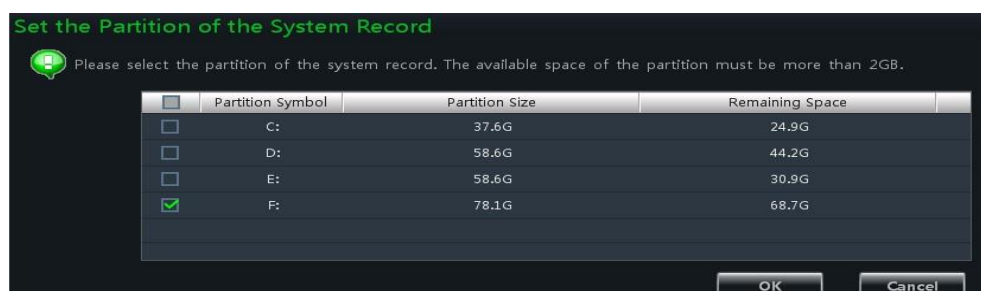 Set the Partition of the System Record
Please select the partition of the system record. The available space of the partition must be more than 2GB.
Partition Symbol Partition Size Remaining Space
C: 37.6G 24.9G
D: 58.6G 44.2G
E: 58.6G 30.9G
F: 78.1G 68.7G
OK Cancel